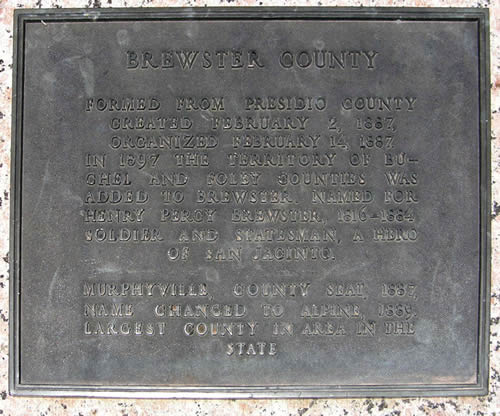 BREWSTER COUNTY
FORMED FROM PRESIDIO COUNTY
CREATED FEBRUARY 2, 1887,
ORGANIZED FEBRUARY 14, 1887
IN 1897 THE TERRITORY OF BU-
CHEL AND FOLEY COUNTIES WAS
ADDED TO BREWSTER. NAMED FOR
HENRY PERCY BREWSTER, 1816-1884
SOLDIER AND STATESMAN, A HERO
OF SAN JACINTO.
MURPHYVILLE COUNTY SEAT, 1887,
NAME CHANGED TO ALPINE, 1889.
LARGEST COUNTY IN AREA IN THE
STATE